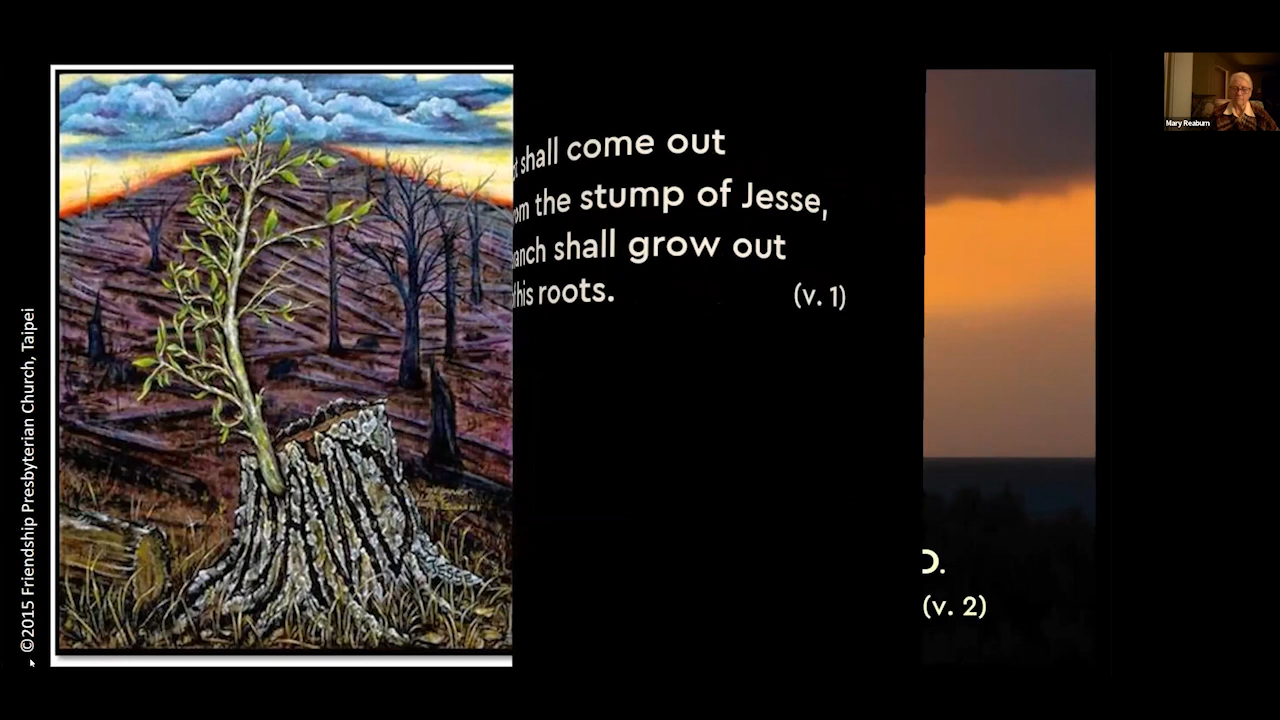 shall come out
the stump of Jesse,
shall grow out
his roots.
(v. 1)
(v. 2)
©2015 Friendship Presbyterian Church, Taipei
Mary Reaburn